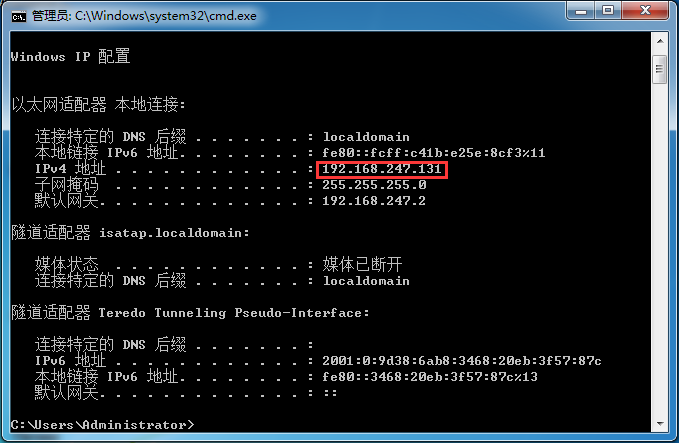 管理员: C:\Windows\system32\cmd.exe
Windows IP 配置
以太网适配器 本地连接:
连接特定的 DNS 后缀 . . . . . . . : localdomain
本地链接 IPv6 地址. . . . . . . . : fe80::fcff:c41b:e25e:8cf3%11
IPv4 地址 . . . . . . . . . . . . : 192.168.247.131
子网掩码 . . . . . . . . . . . . : 255.255.255.0
默认网关. . . . . . . . . . . . . : 192.168.247.2
隧道适配器 isatap.localdomain:
媒体状态 . . . . . . . . . . . . : 媒体已断开
连接特定的 DNS 后缀 . . . . . . . : localdomain
隧道适配器 Teredo Tunneling Pseudo-Interface:
连接特定的 DNS 后缀 . . . . . . . :
IPv6 地址 . . . . . . . . . . . . : 2001:0:9d38:6ab8:3468:20eb:3f57:87c
本地链接 IPv6 地址. . . . . . . . : fe80::3468:20eb:3f57:87c%13
默认网关. . . . . . . . . . . . . : ::
C:\Users\Administrator>